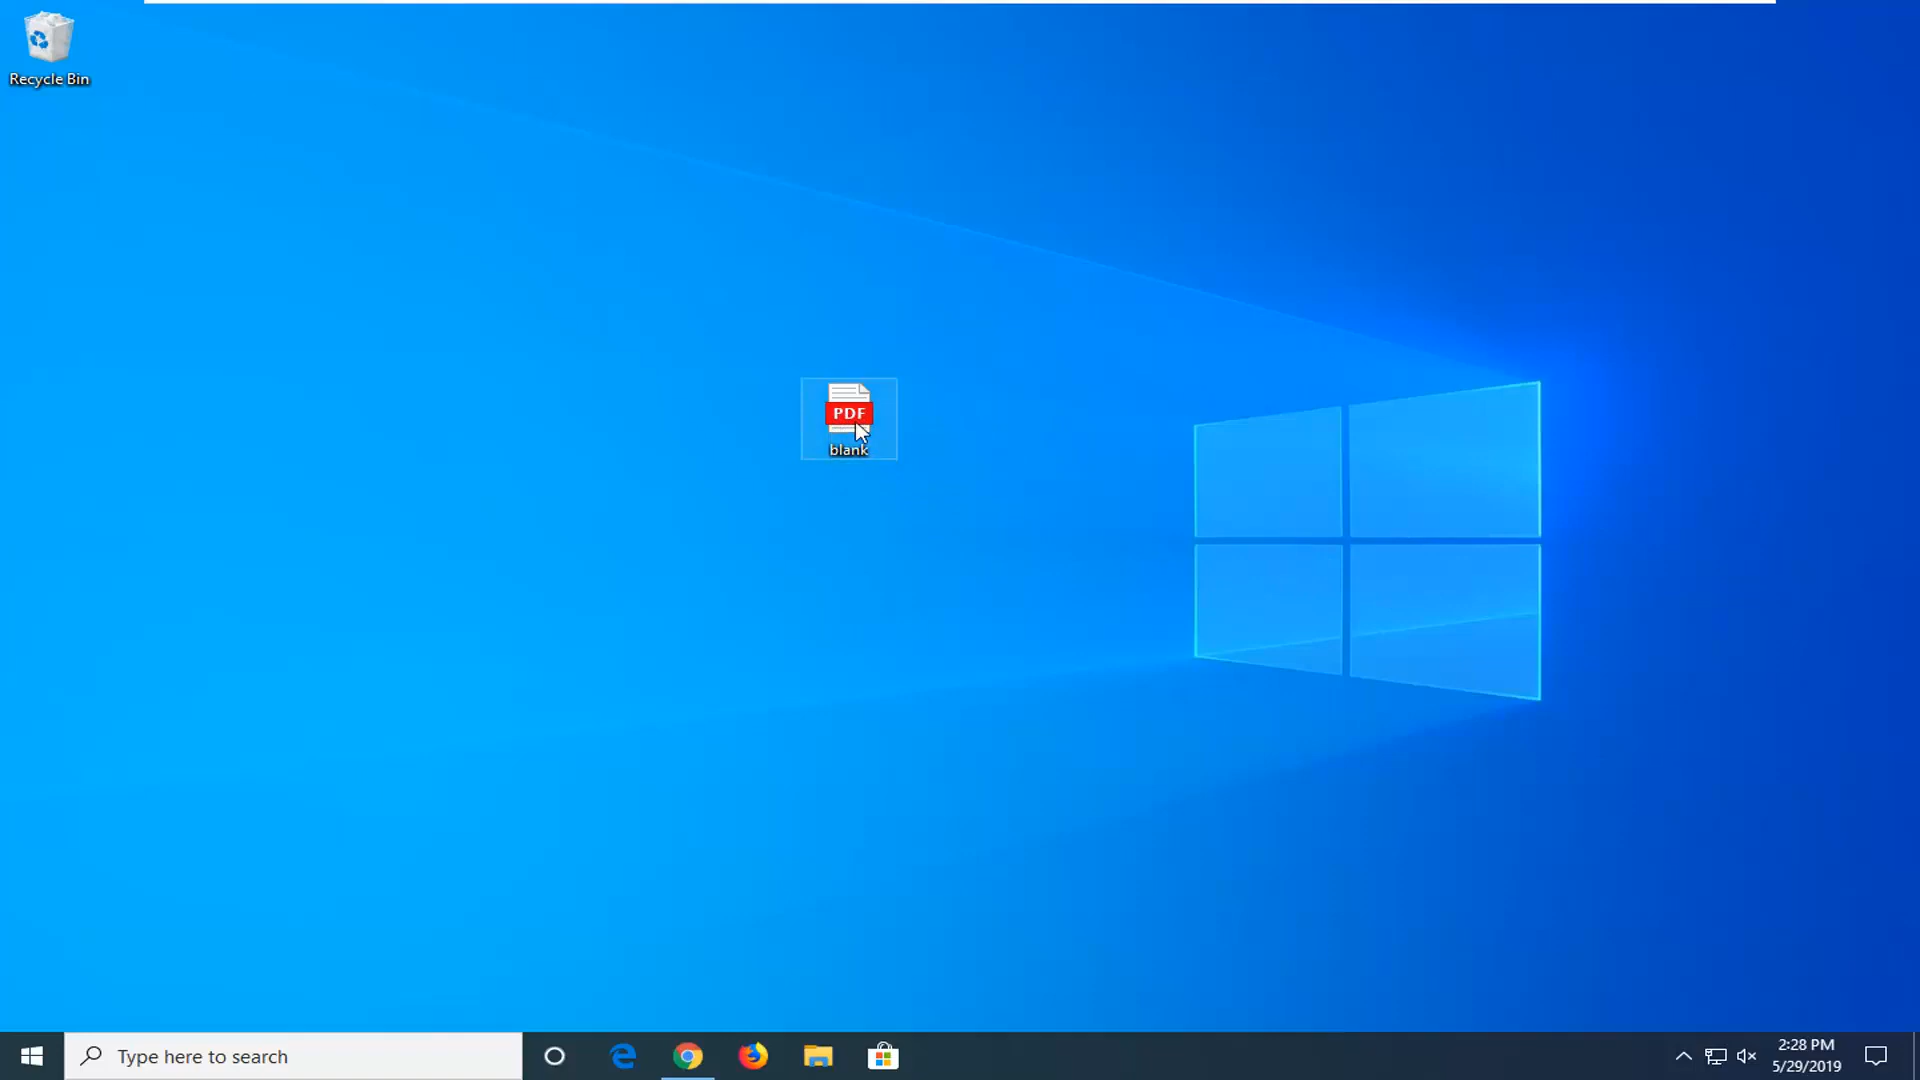 Recycle Bin
PDF
blank
Type here to search
2:28 PM
5/29/2019